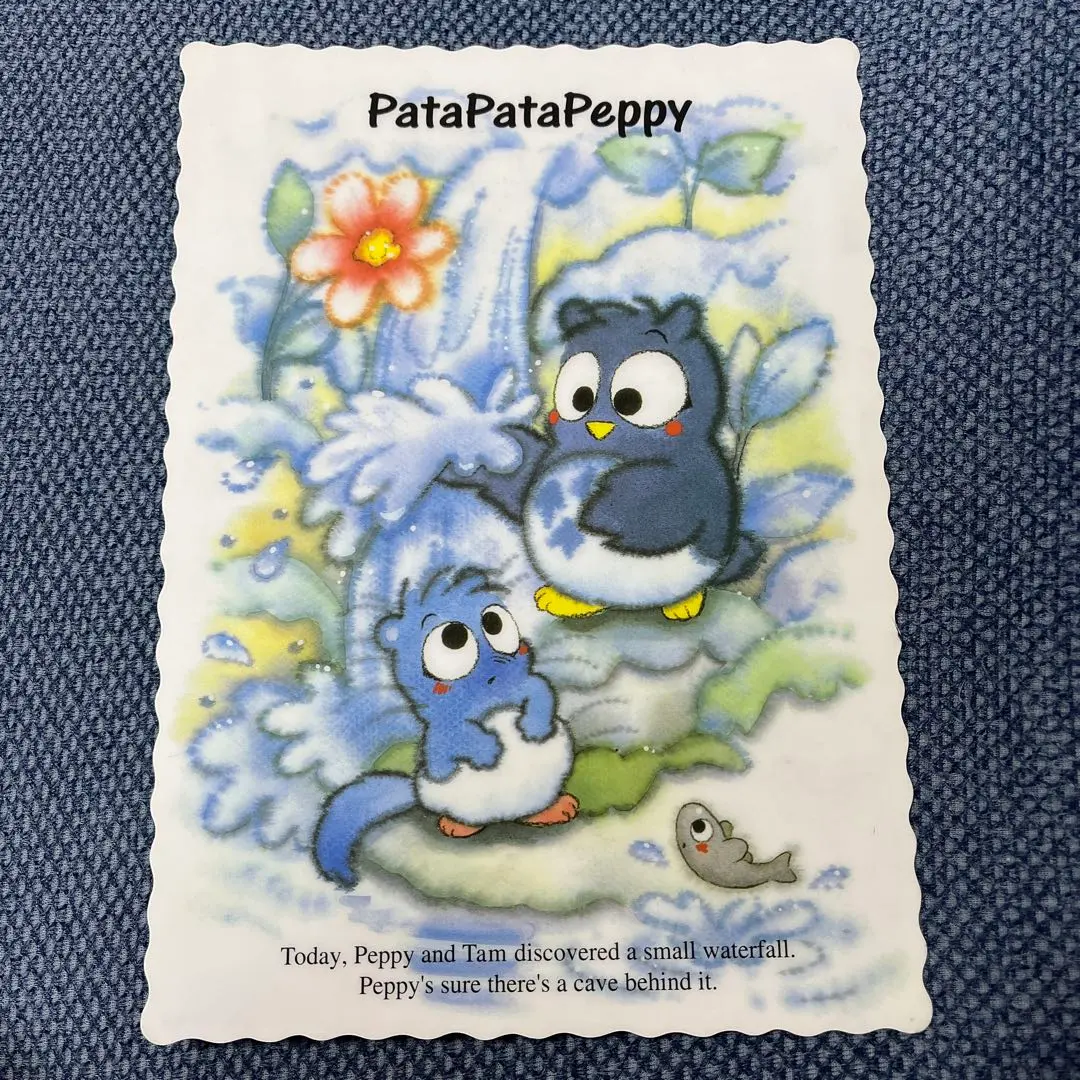 PataPataPeppy
Today, Peppy and Tam discovered a small waterfall.
Peppy's sure there's a cave behind it.